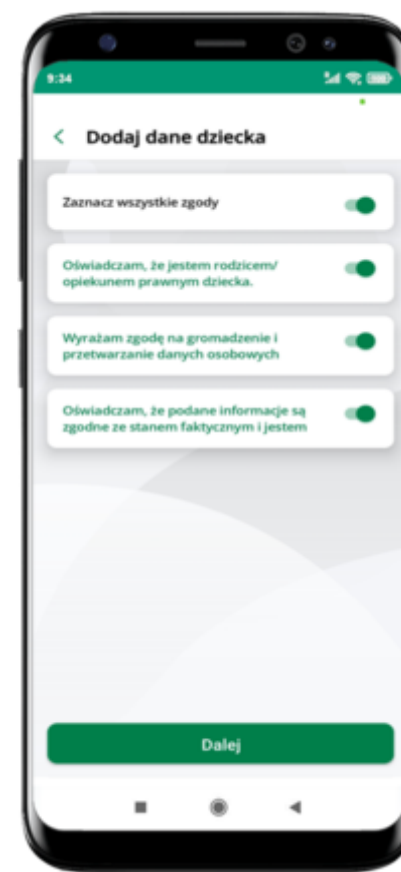 9:34
Dodaj dane dziecka
Zaznacz wszystkie zgody
Oświadczam, że jestem rodzicem/
opiekunem prawnym dziecka.
Wyrażam zgodę na gromadzenie i
przetwarzanie danych osobowych
Oświadczam, że podane informacje są
zgodne ze stanem faktycznym i jestem
Dalej